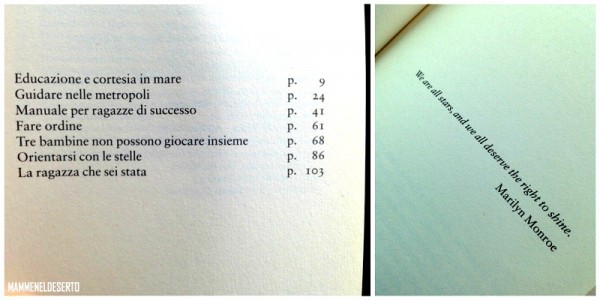 Educazione e cortesia in mare p. 9
Guidare nelle metropoli p. 24
Manuale per ragazze di successo p. 41
Fare ordine p. 61
Tre bambine non possono giocare insieme p. 68
Orientarsi con le stelle p. 86
La ragazza che sei stata p. 103
MAMMENELDESERTO
We are all stars, and we all deserve the right to shine.
Marilyn Monroe